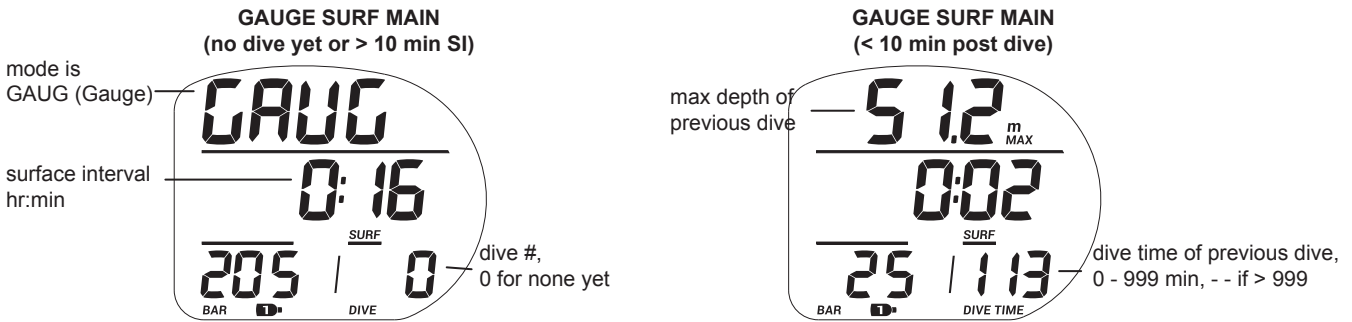 GAUGE SURF MAIN
(no dive yet or > 10 min SI)
mode is
GAUG (Gauge)
GAUG
surface interval
hr:min
0:16
SURF
205
0
dive #,
0 for none yet
BAR
1
DIVE
GAUGE SURF MAIN
(< 10 min post dive)
max depth of
previous dive
51.2
m
MAX
0:02
SURF
25
113
dive time of previous dive,
0 - 999 min, - - if > 999
BAR
1
DIVE TIME